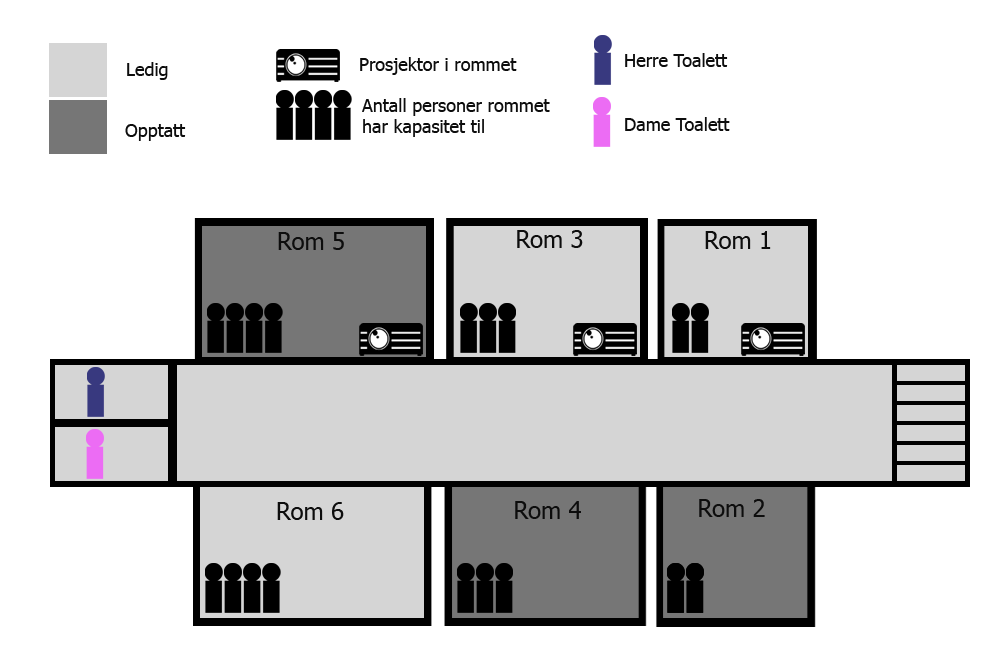 Ledig
Opptatt
Prosjektor i rommet
Antall personer rommet
har kapasitet til
Herre Toalett
Dame Toalett
Rom 5
Rom 3
Rom 1
Rom 6
Rom 4
Rom 2